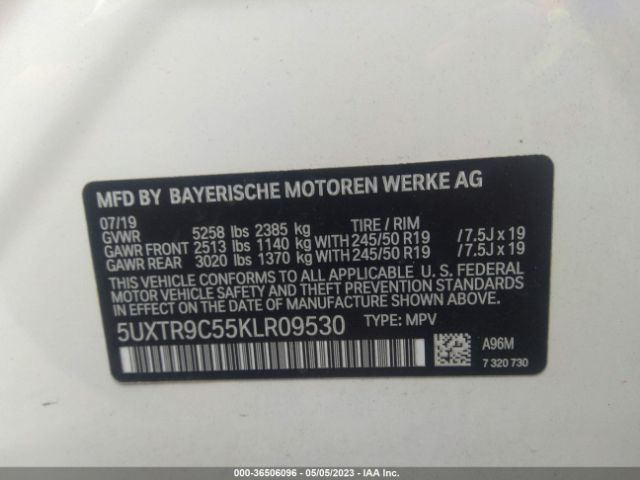 MFD BY BAYERISCHE MOTOREN WERKE AG
07/19 TIRE / RIM
GVWR 5258 lbs 2385 kg
GAWR FRONT 2513 lbs 1140 kg WITH 245/50 R19 /7.5J x 19
GAWR REAR 3020 lbs 1370 kg WITH 245/50 R19 /7.5J x 19
THIS VEHICLE CONFORMS TO ALL APPLICABLE U. S. FEDERAL
MOTOR VEHICLE SAFETY AND THEFT PREVENTION STANDARDS
IN EFFECT ON THE DATE OF MANUFACTURE SHOWN ABOVE.
5UXTR9C55KLR09530 TYPE: MPV
A96M
7 320 730
000-36506096 - 05/05/2023 - IAA Inc.